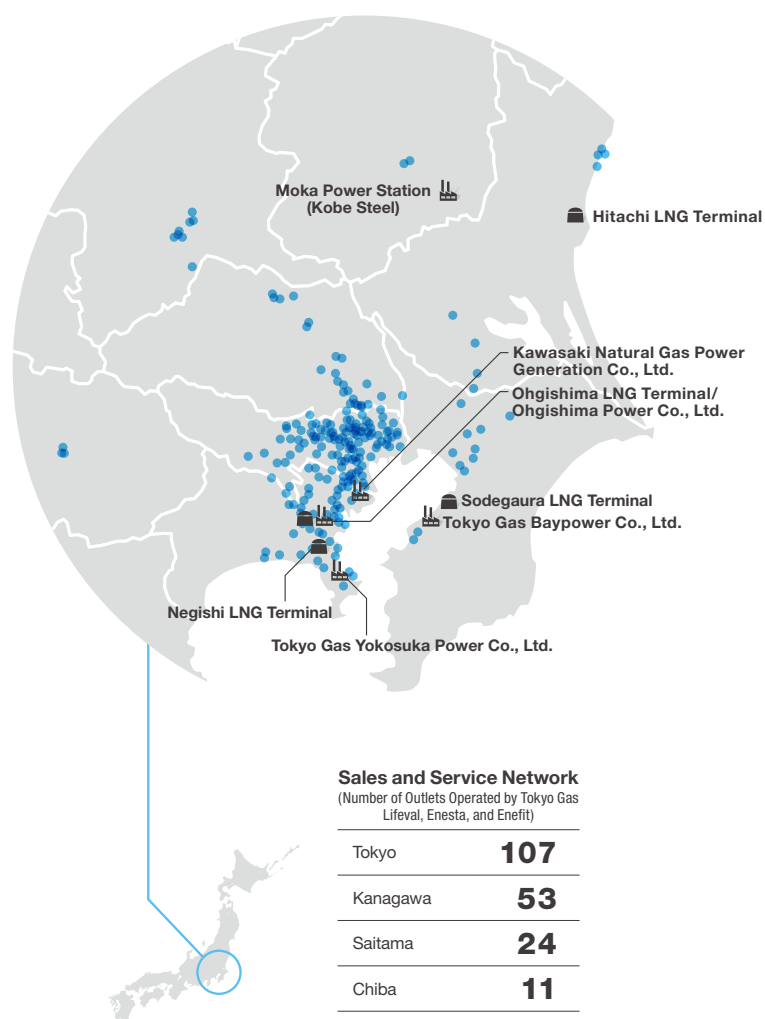 Moka Power Station
(Kobe Steel)
Hitachi LNG Terminal
Kawasaki Natural Gas Power
Generation Co., Ltd.
Ohgishima LNG Terminal/
Ohgishima Power Co., Ltd.
Sodegaura LNG Terminal
Tokyo Gas Baypower Co., Ltd.
Negishi LNG Terminal
Tokyo Gas Yokosuka Power Co., Ltd.
Sales and Service Network
(Number of Outlets Operated by Tokyo Gas
Lifeval, Enesta, and Enefit)
Tokyo 107
Kanagawa 53
Saitama 24
Chiba 11